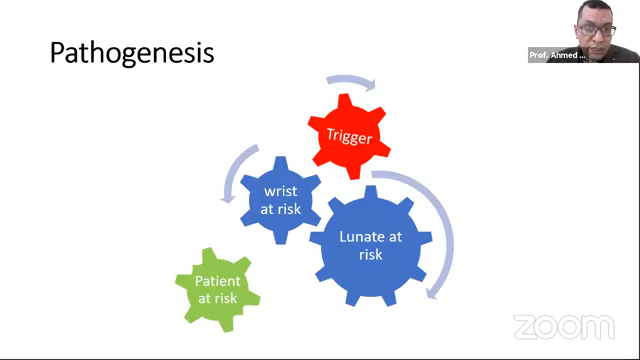 Pathogenesis
Prof. Ahmed ...
Trigger
wrist
at risk
Lunate at
risk
Patient
at risk
zoom